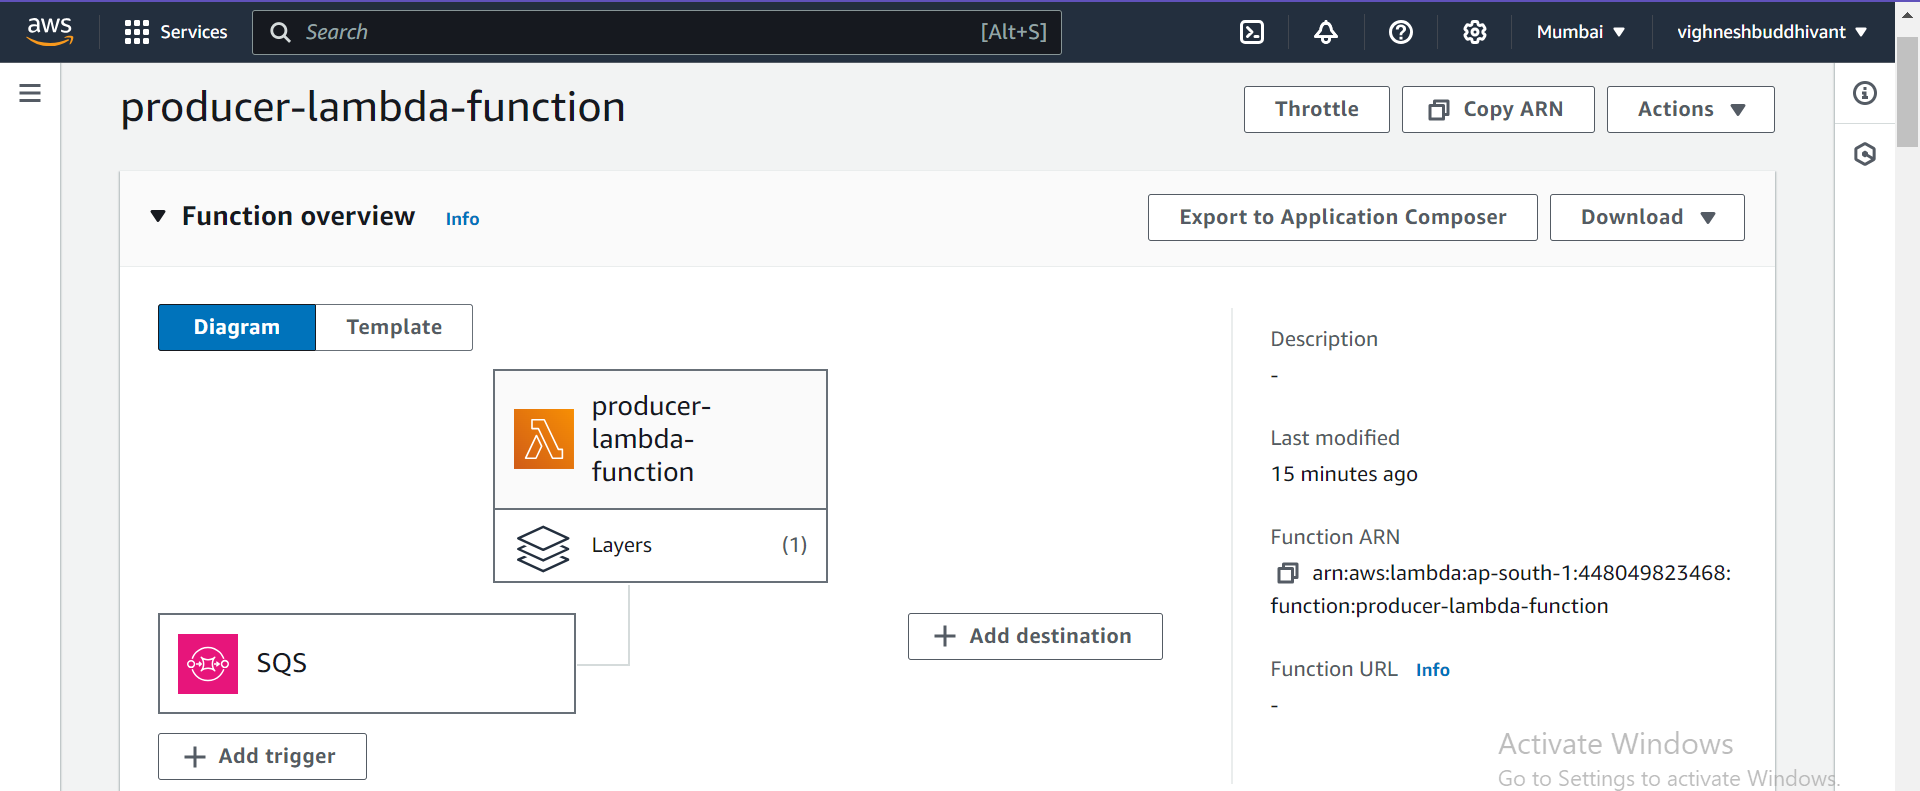 aws Services Search [Alt+S] Mumbai vighneshbuddhivant
producer-lambda-function
Throttle Copy ARN Actions
Function overview Info
Export to Application Composer Download
Diagram Template
producer-
lambda-
function
Layers (1)
SQS
Add destination
Add trigger
Description
-
Last modified
15 minutes ago
Function ARN
arn:aws:lambda:ap-south-1:448049823468:
function:producer-lambda-function
Function URL Info
-
Activate Windows
Go to Settings to activate Windows.